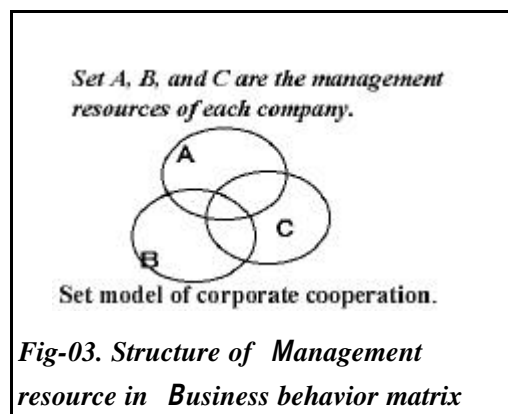 Set A, B, and C are the management
resources of each company.
A
C
B
Set model of corporate cooperation.
Fig-03. Structure of Management
resource in Business behavior matrix